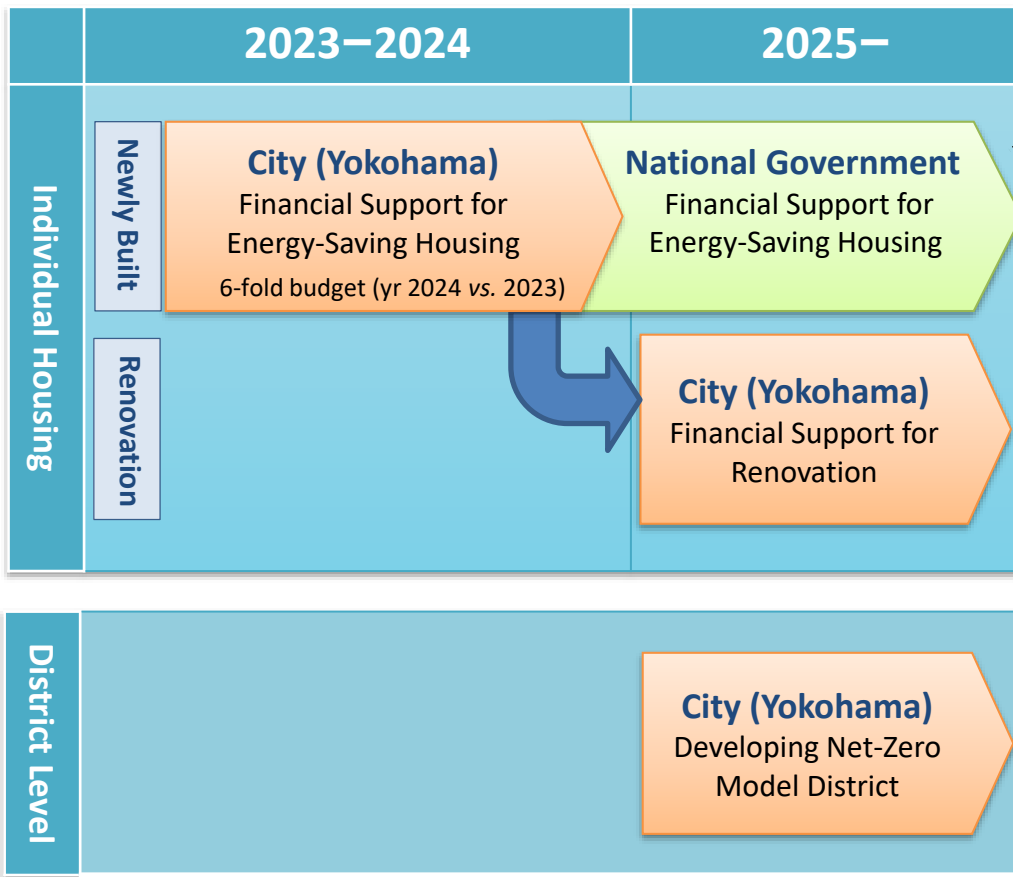 2023–2024
2025–
Individual Housing
Newly Built
City (Yokohama)
Financial Support for
Energy-Saving Housing
6-fold budget (yr 2024 vs. 2023)
National Government
Financial Support for
Energy-Saving Housing
Renovation
City (Yokohama)
Financial Support for
Renovation
District Level
City (Yokohama)
Developing Net-Zero
Model District